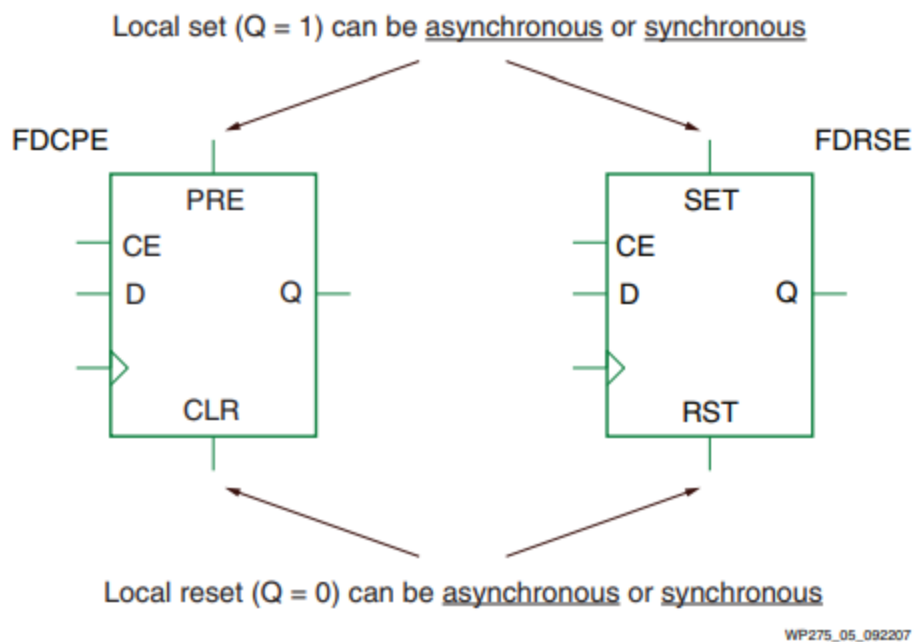 Local set (Q = 1) can be asynchronous or synchronous
FDCPE
FDRSE
PRE
SET
CE
CE
D
Q
D
Q
CLR
RST
Local reset (Q = 0) can be asynchronous or synchronous
WP275_05_092207